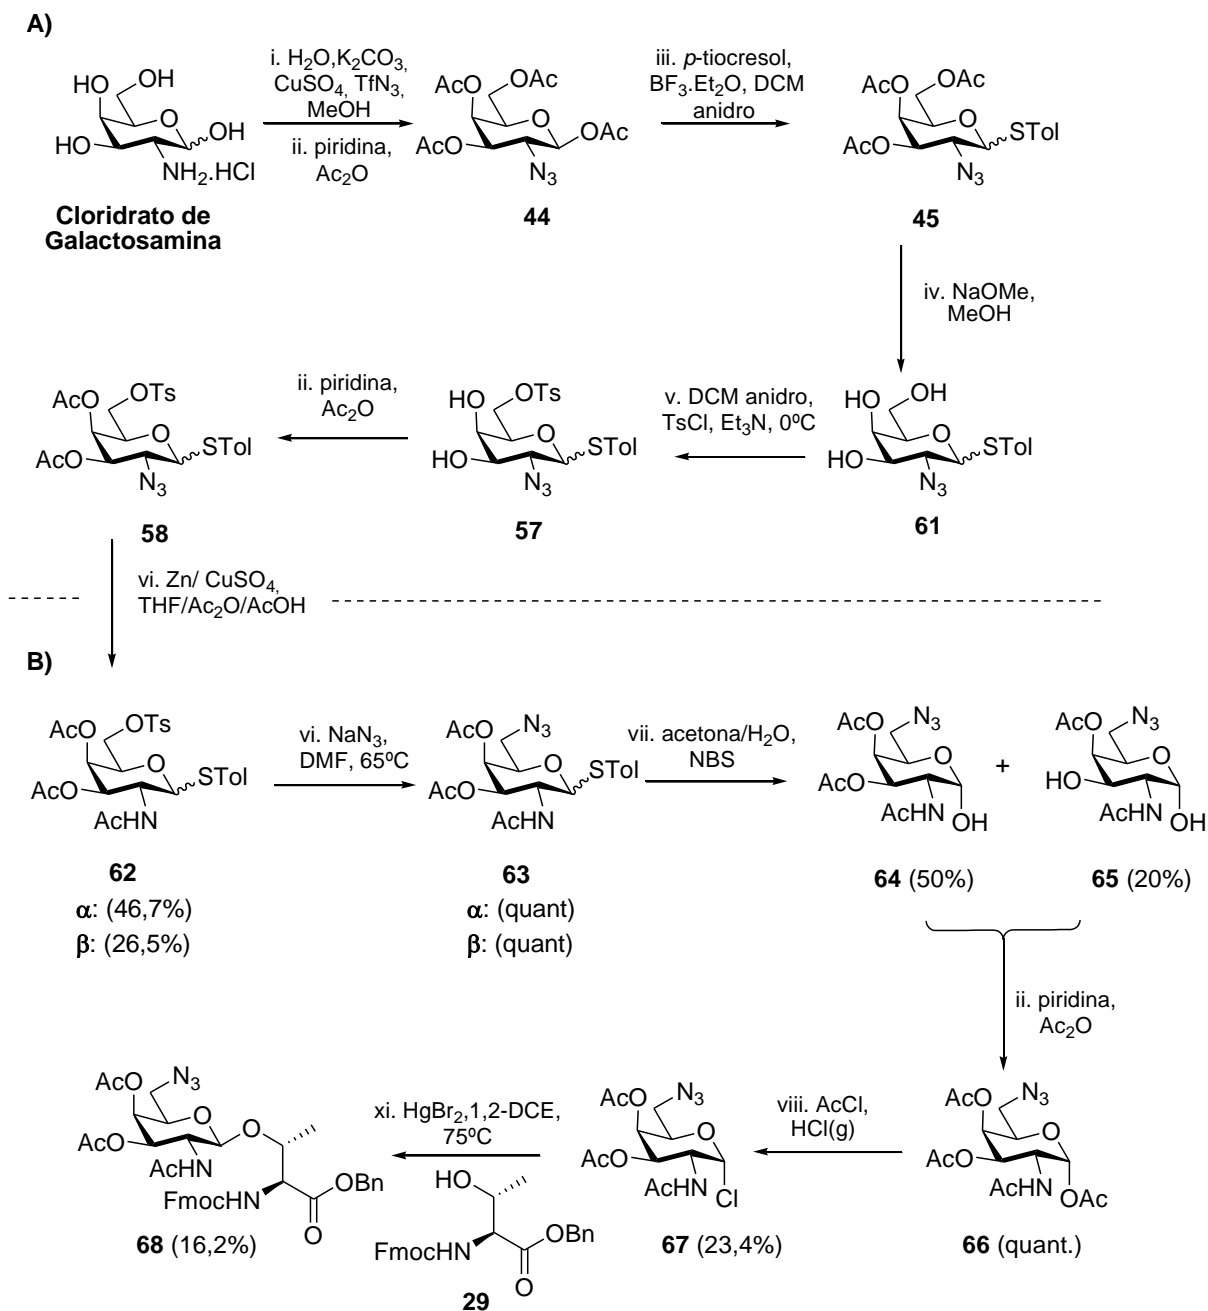 A)
i. H2O,K2CO3,
CuSO4, TfN3,
MeOH
ii. piridina,
Ac2O
iii. p-tiocresol,
BF3.Et2O, DCM
anidro
HO
OH
O
OH
HO
NH2.HCl
Cloridrato de
Galactosamina
AcO
OAc
O
OAc
AcO
N3
44
AcO
OAc
O
STol
AcO
N3
45
iv. NaOMe,
MeOH
AcO
OTs
O
STol
AcO
N3
58
ii. piridina,
Ac2O
HO
OTs
O
STol
HO
N3
57
v. DCM anidro,
TsCl, Et3N, 0ºC
HO
OH
O
STol
HO
N3
61
vi. Zn/ CuSO4,
THF/Ac2O/AcOH
B)
AcO
OTs
O
STol
AcO
AcHN
62
α: (46,7%)
β: (26,5%)
vi. NaN3,
DMF, 65ºC
AcO
N3
O
STol
AcO
AcHN
63
α: (quant)
β: (quant)
vii. acetona/H2O,
NBS
AcO
N3
O
AcO
AcHN
OH
64 (50%)
+
AcO
N3
O
HO
AcHN
OH
65 (20%)
ii. piridina,
Ac2O
AcO
N3
O
O
AcO
AcHN
FmocHN
OBn
O
68 (16,2%)
xi. HgBr2,1,2-DCE,
75ºC
HO
FmocHN
OBn
O
29
AcO
N3
O
AcO
AcHN
Cl
67 (23,4%)
viii. AcCl,
HCl(g)
AcO
N3
O
AcO
AcHN
OAc
66 (quant.)